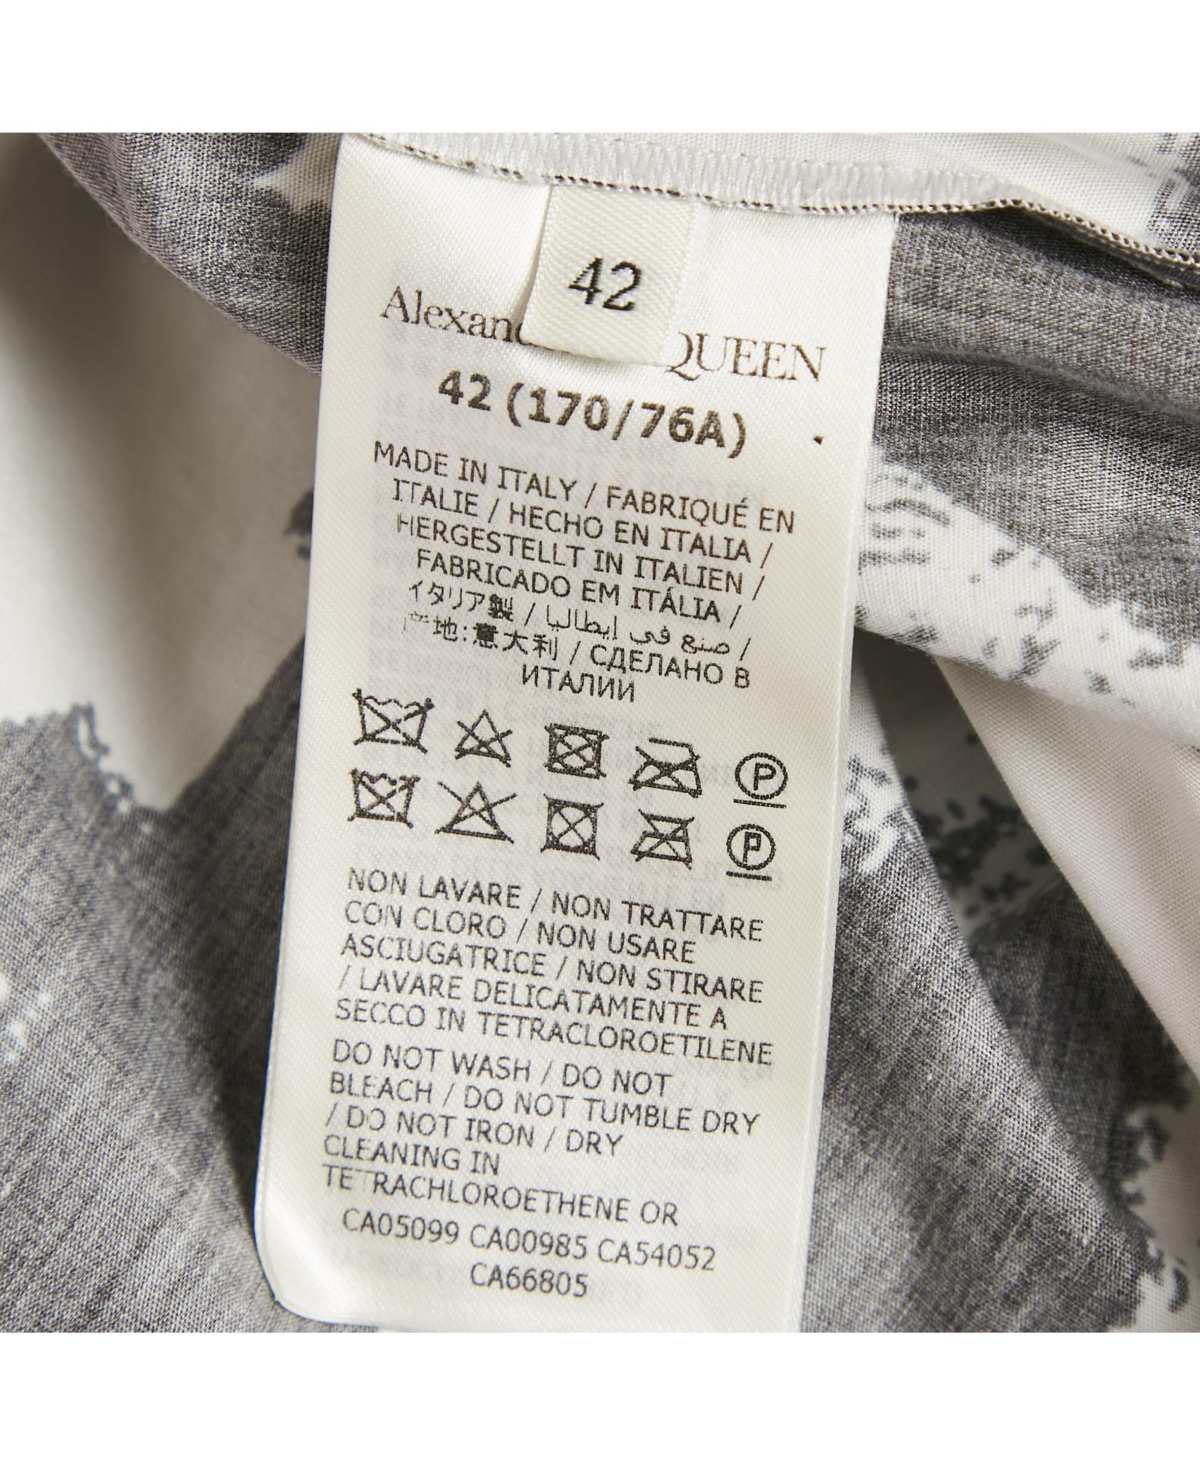 42
Alexan QUEEN
42 (170/76A)
MADE IN ITALY / FABRIQUÉ EN
ITALIE / HECHO EN ITALIA /
HERGESTELLT IN ITALIEN /
FABRICADO EM ITÁLIA /
イタリア製 / صنع في إيطاليا /
产地:意大利 / СДЕЛАНО В
ИТАЛИИ
P
P
NON LAVARE / NON TRATTARE
CON CLORO / NON USARE
ASCIUGATRICE / NON STIRARE
/ LAVARE DELICATAMENTE A
SECCO IN TETRACLOROETILENE
DO NOT WASH / DO NOT
BLEACH / DO NOT TUMBLE DRY
/ DO NOT IRON / DRY
CLEANING IN
TETRACHLOROETHENE OR
CA05099 CA00985 CA54052
CA66805